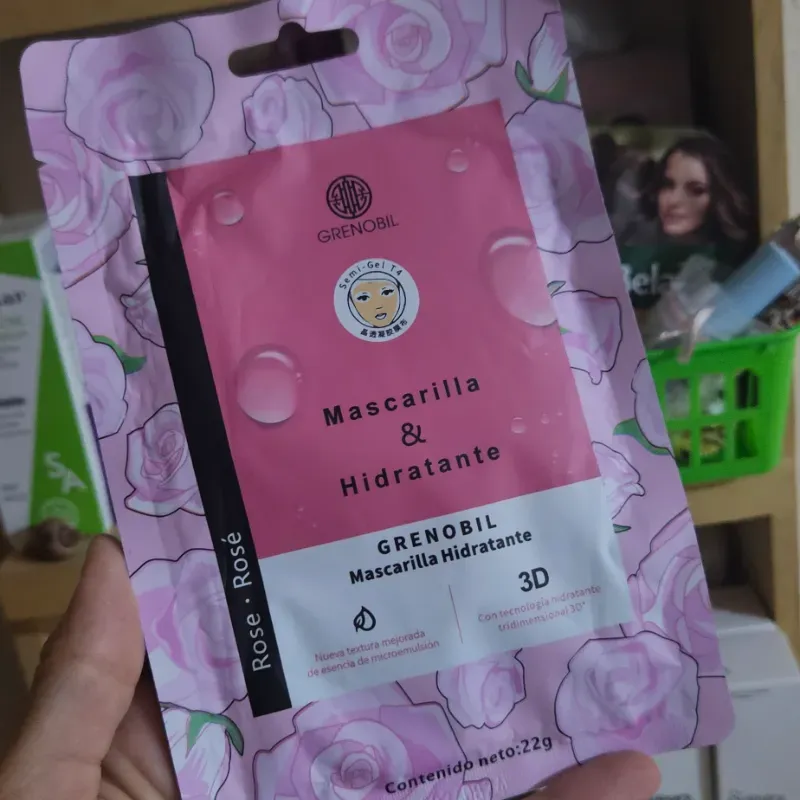 GRENOBIL
Semi-Gel T4
Mascarilla
&
Hidratante
GRENOBIL
Mascarilla Hidratante
Rose · Rosé
Nueva textura mejorada
de esencia de microemulsión
3D
Con tecnología hidratante
tridimensional 3D"
Contenido neto:22g
SA